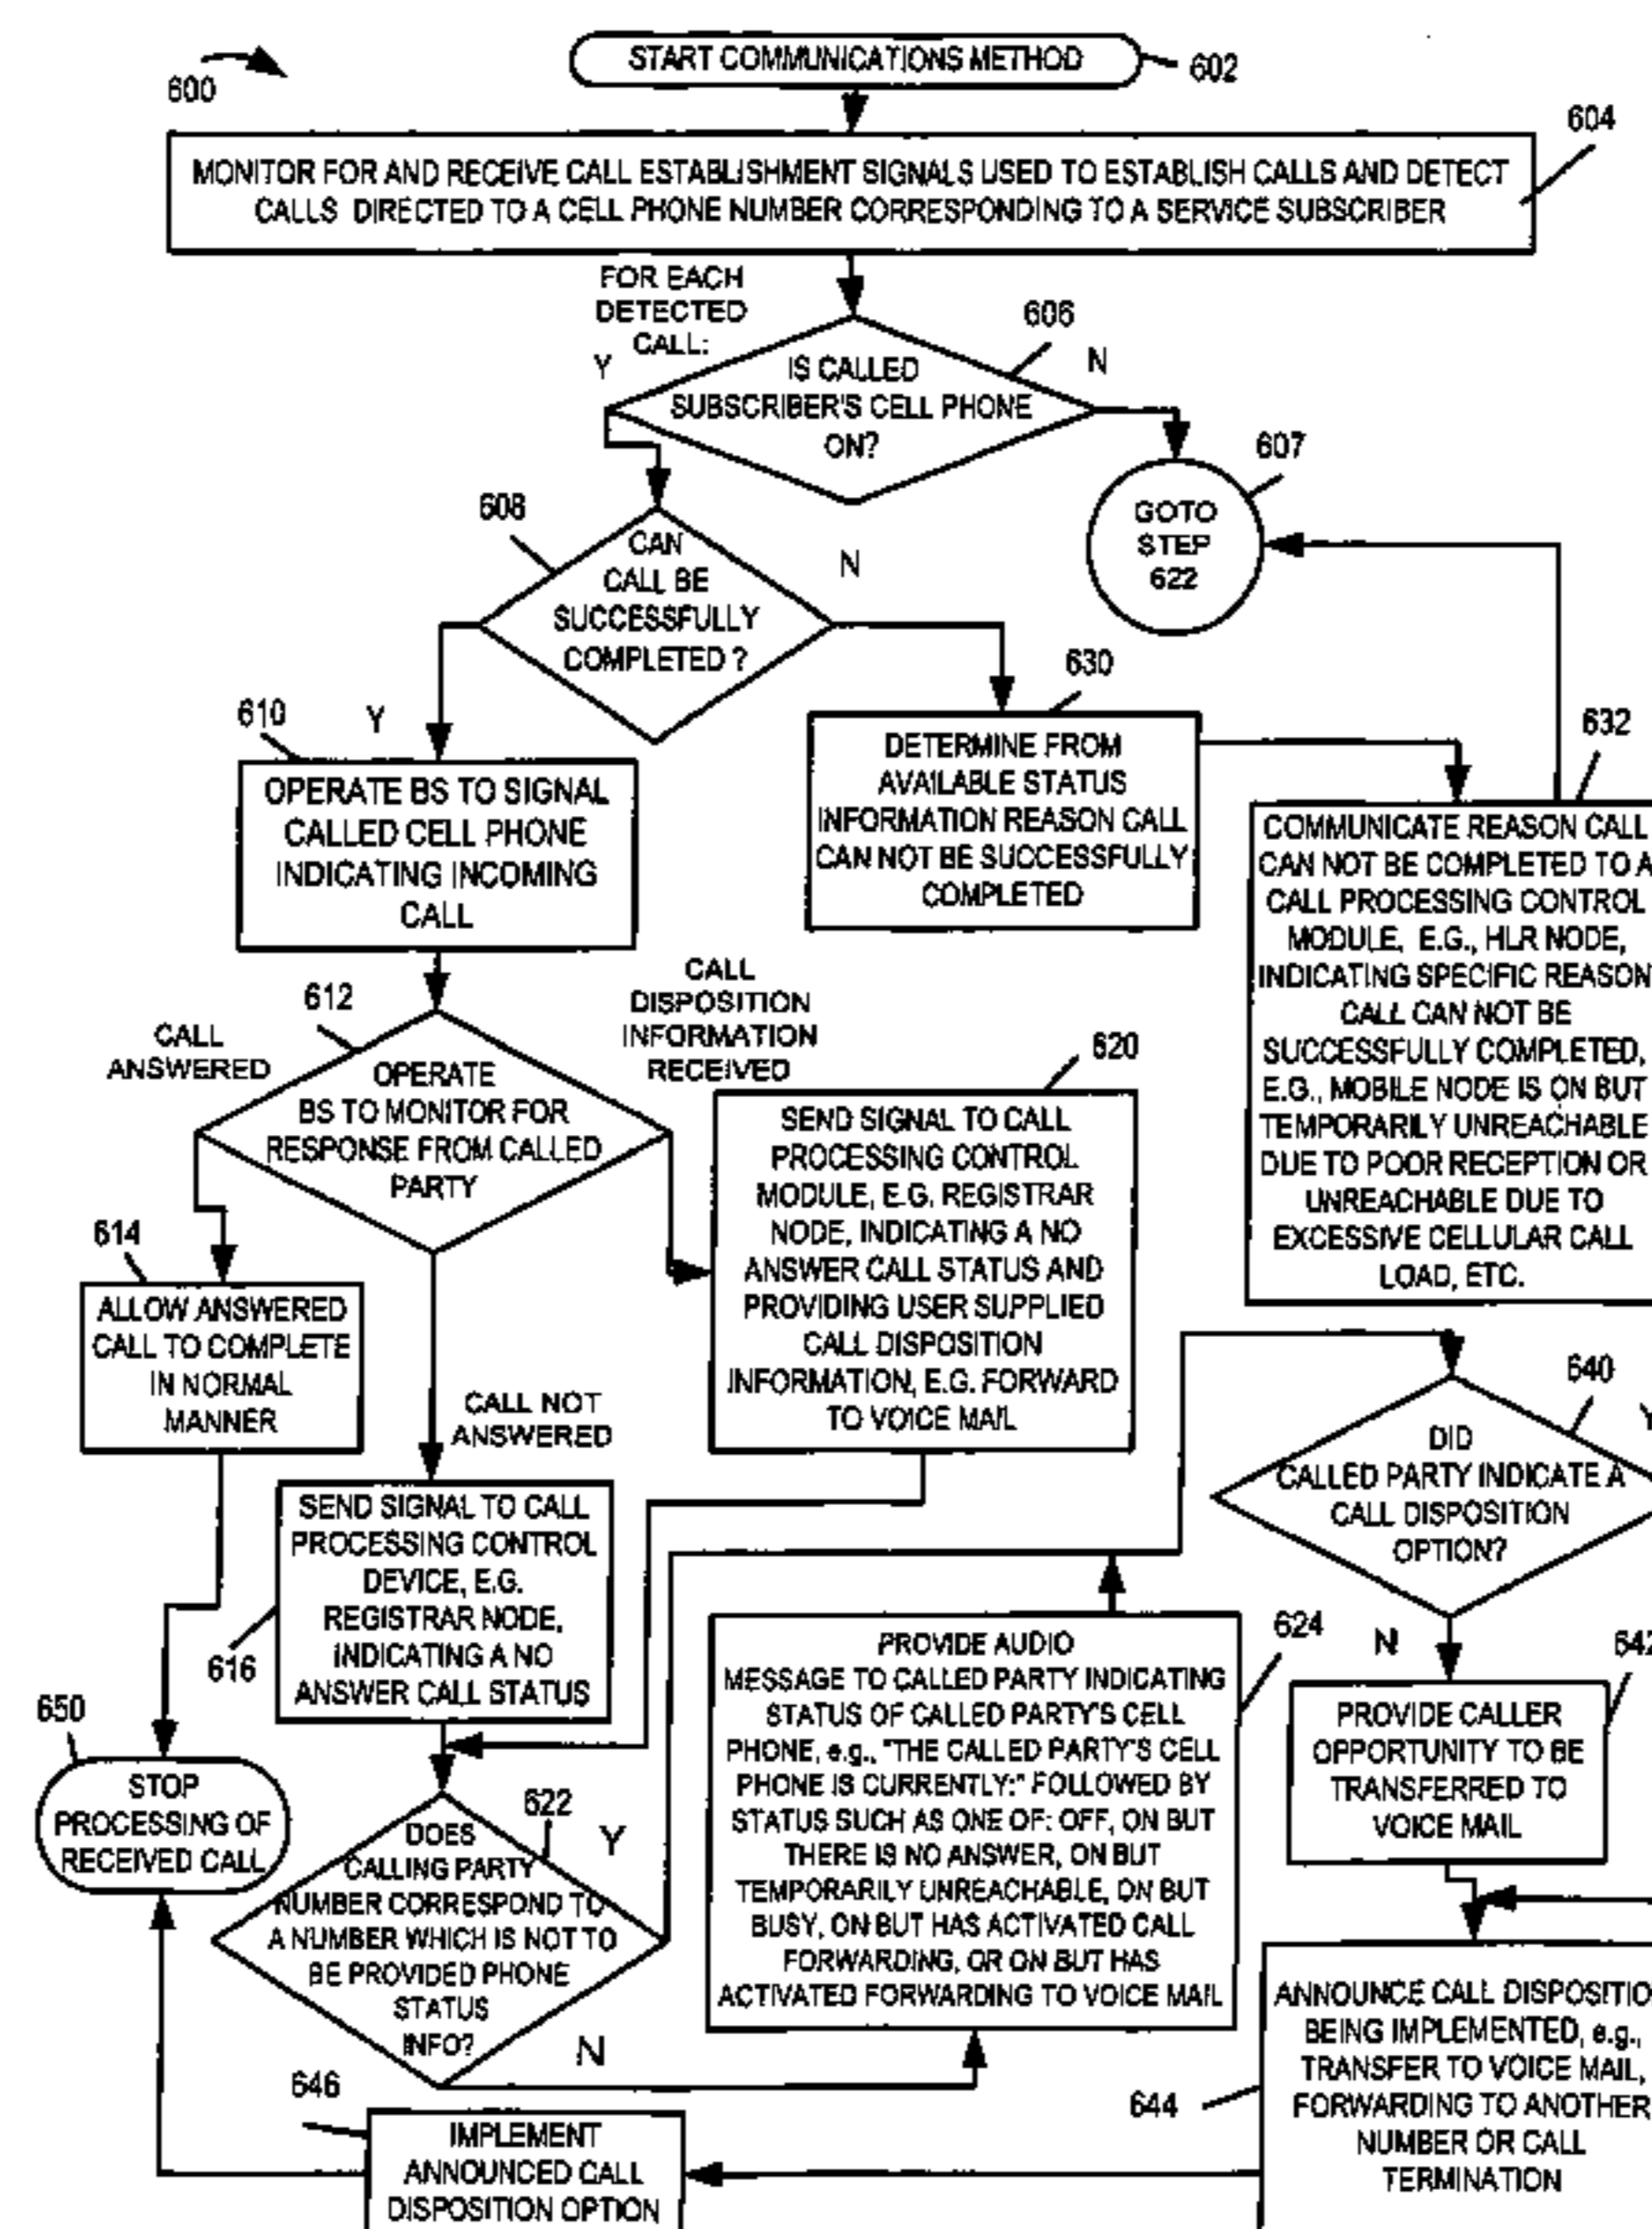 600
START COMMUNICATIONS METHOD
602
604
MONITOR FOR AND RECEIVE CALL ESTABLISHMENT SIGNALS USED TO ESTABLISH CALLS AND DETECT
CALLS DIRECTED TO A CELL PHONE NUMBER CORRESPONDING TO A SERVICE SUBSCRIBER
FOR EACH
DETECTED
CALL:
606
Y
N
IS CALLED
SUBSCRIBER'S CELL PHONE
ON?
607
GOTO
STEP
622
608
CAN
CALL BE
SUCCESSFULLY
COMPLETED ?
N
Y
610
OPERATE BS TO SIGNAL
CALLED CELL PHONE
INDICATING INCOMING
CALL
630
DETERMINE FROM
AVAILABLE STATUS
INFORMATION REASON CALL
CAN NOT BE SUCCESSFULLY
COMPLETED
632
COMMUNICATE REASON CALL
CAN NOT BE COMPLETED TO A
CALL PROCESSING CONTROL
MODULE, E.G., HLR NODE,
INDICATING SPECIFIC REASON
CALL CAN NOT BE
SUCCESSFULLY COMPLETED,
E.G., MOBILE NODE IS ON BUT
TEMPORARILY UNREACHABLE
DUE TO POOR RECEPTION OR
UNREACHABLE DUE TO
EXCESSIVE CELLULAR CALL
LOAD, ETC.
612
CALL
ANSWERED
OPERATE
BS TO MONITOR FOR
RESPONSE FROM CALLED
PARTY
CALL
DISPOSITION
INFORMATION
RECEIVED
620
SEND SIGNAL TO CALL
PROCESSING CONTROL
MODULE, E.G. REGISTRAR
NODE, INDICATING A NO
ANSWER CALL STATUS AND
PROVIDING USER SUPPLIED
CALL DISPOSITION
INFORMATION, E.G. FORWARD
TO VOICE MAIL
614
ALLOW ANSWERED
CALL TO COMPLETE
IN NORMAL
MANNER
CALL NOT
ANSWERED
616
SEND SIGNAL TO CALL
PROCESSING CONTROL
DEVICE, E.G.
REGISTRAR NODE,
INDICATING A NO
ANSWER CALL STATUS
640
DID
CALLED PARTY INDICATE A
CALL DISPOSITION
OPTION?
Y
N
642
PROVIDE CALLER
OPPORTUNITY TO BE
TRANSFERRED TO
VOICE MAIL
624
PROVIDE AUDIO
MESSAGE TO CALLED PARTY INDICATING
STATUS OF CALLED PARTY'S CELL
PHONE, e.g., "THE CALLED PARTY'S CELL
PHONE IS CURRENTLY:" FOLLOWED BY
STATUS SUCH AS ONE OF: OFF, ON BUT
THERE IS NO ANSWER, ON BUT
TEMPORARILY UNREACHABLE, ON BUT
BUSY, ON BUT HAS ACTIVATED CALL
FORWARDING, OR ON BUT HAS
ACTIVATED FORWARDING TO VOICE MAIL
650
STOP
PROCESSING OF
RECEIVED CALL
622
DOES
CALLING PARTY
NUMBER CORRESPOND TO
A NUMBER WHICH IS NOT TO
BE PROVIDED PHONE
STATUS
INFO?
Y
N
644
ANNOUNCE CALL DISPOSITIO
BEING IMPLEMENTED, e.g.,
TRANSFER TO VOICE MAIL,
FORWARDING TO ANOTHER
NUMBER OR CALL
TERMINATION
646
IMPLEMENT
ANNOUNCED CALL
DISPOSITION OPTION